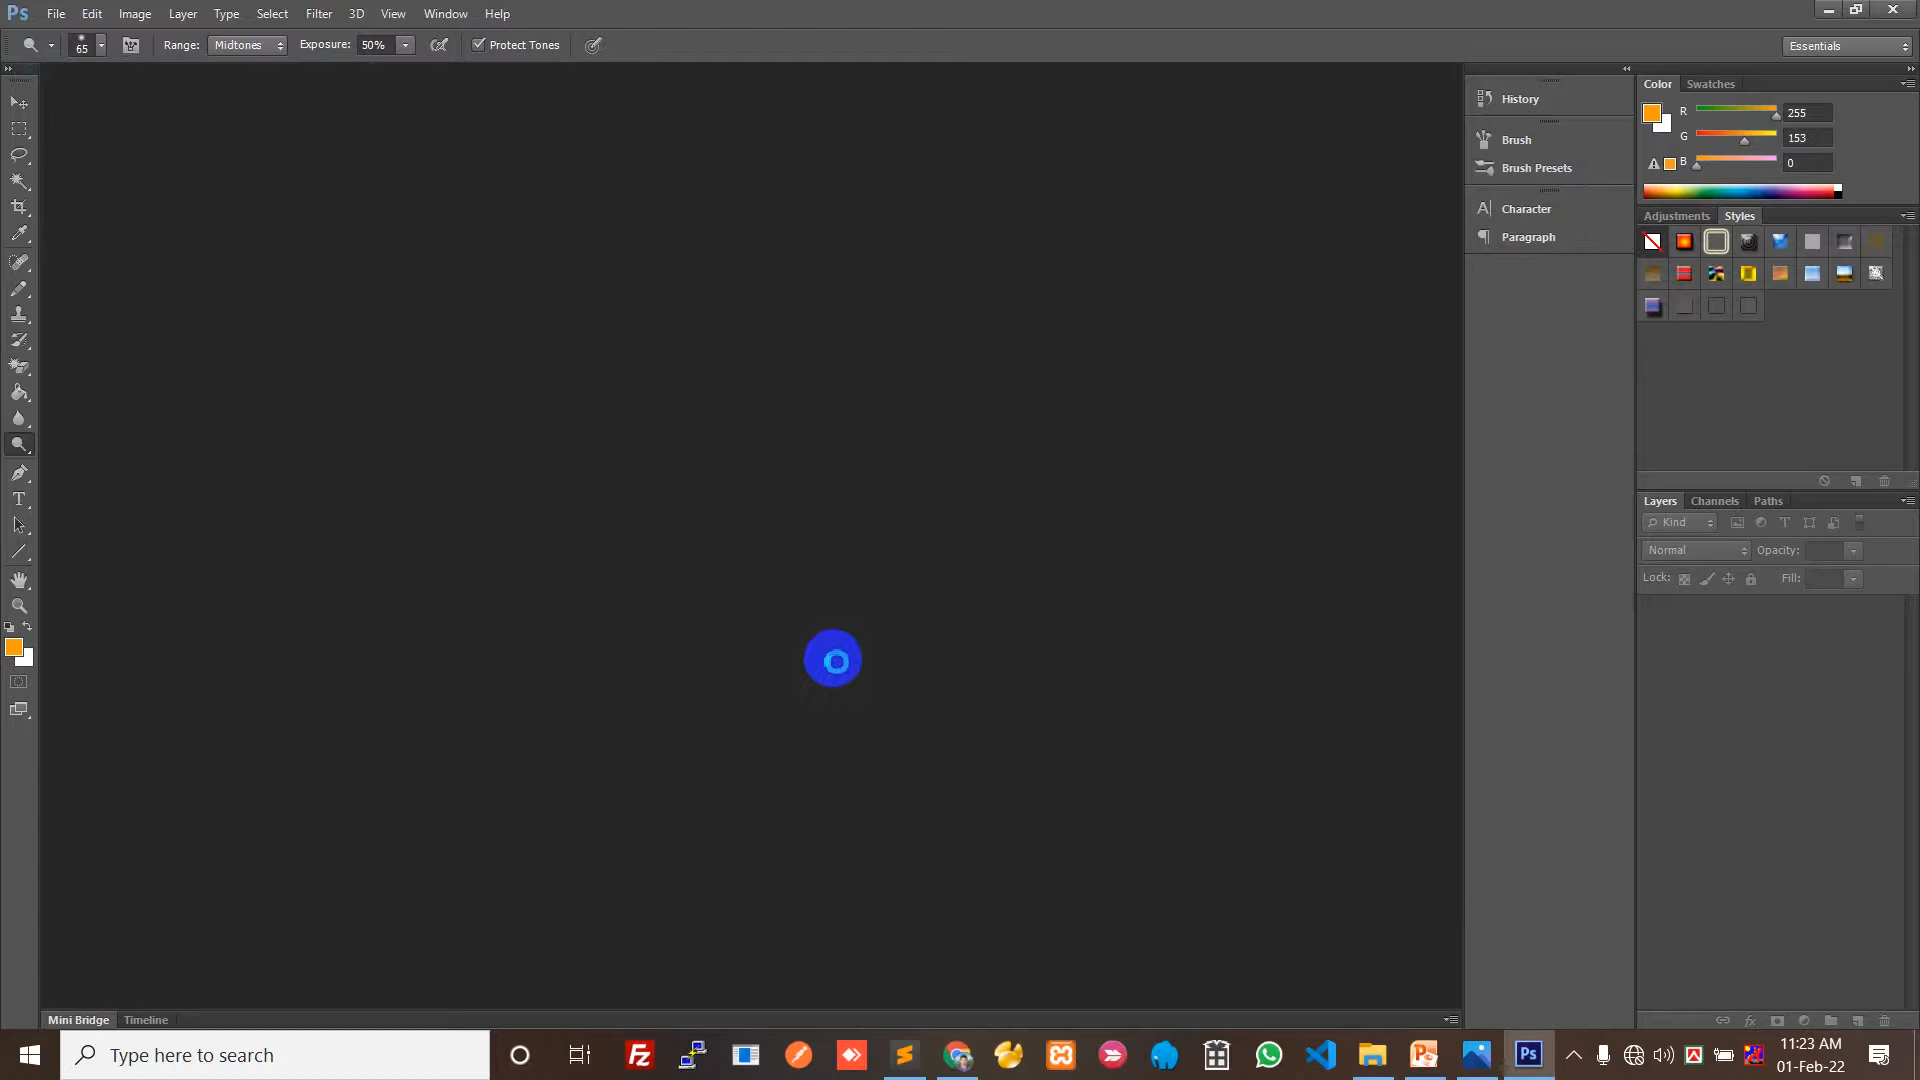 Ps File Edit Image Layer Type Select Filter 3D View Window Help
65 Range: Midtones Exposure: 50% Protect Tones Essentials
History
Brush
Brush Presets
Character
Paragraph
Color Swatches
R 255
G 153
B 0
Adjustments Styles
Layers Channels Paths
Kind
Normal Opacity:
Lock: Fill:
Mini Bridge Timeline
Type here to search
11:23 AM
01-Feb-22